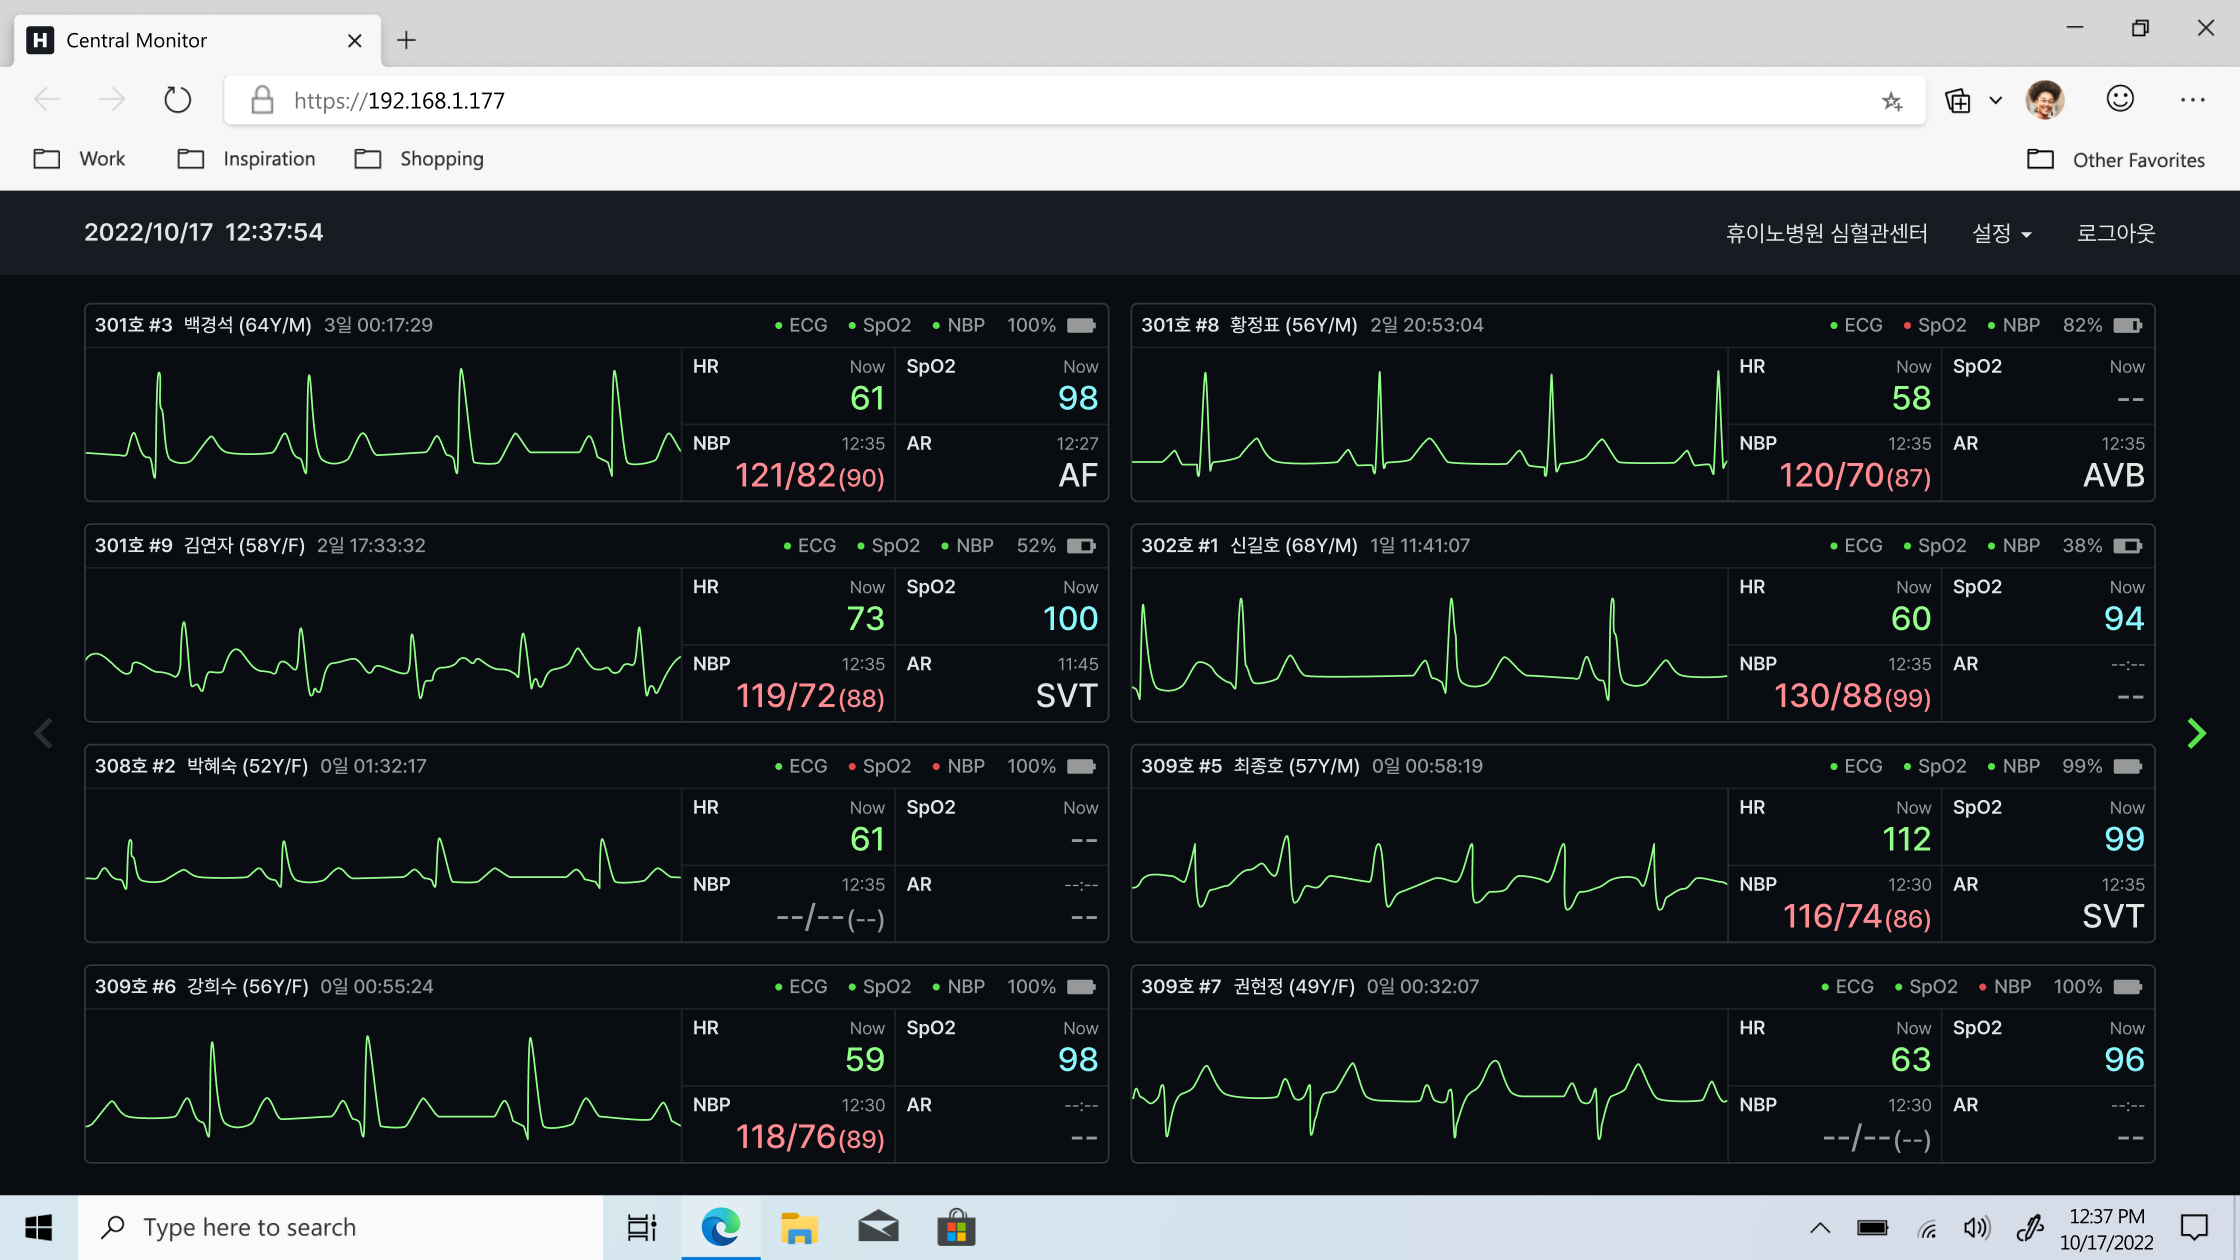 H Central Monitor
https://192.168.1.177
Work Inspiration Shopping Other Favorites
2022/10/17 12:37:54 휴이노병원 심혈관센터 설정 로그아웃
301호 #3 백경석 (64Y/M) 3일 00:17:29 ECG SpO2 NBP 100%
HR Now 61
SpO2 Now 98
NBP 12:35 121/82(90)
AR 12:27 AF
301호 #8 황정표 (56Y/M) 2일 20:53:04 ECG SpO2 NBP 82%
HR Now 58
SpO2 Now --
NBP 12:35 120/70(87)
AR 12:35 AVB
301호 #9 김연자 (58Y/F) 2일 17:33:32 ECG SpO2 NBP 52%
HR Now 73
SpO2 Now 100
NBP 12:35 119/72(88)
AR 11:45 SVT
302호 #1 신길호 (68Y/M) 1일 11:41:07 ECG SpO2 NBP 38%
HR Now 60
SpO2 Now 94
NBP 12:35 130/88(99)
AR --:-- --
308호 #2 박혜숙 (52Y/F) 0일 01:32:17 ECG SpO2 NBP 100%
HR Now 61
SpO2 Now --
NBP 12:35 --/--(--)
AR --:-- --
309호 #5 최종호 (57Y/M) 0일 00:58:19 ECG SpO2 NBP 99%
HR Now 112
SpO2 Now 99
NBP 12:30 116/74(86)
AR 12:35 SVT
309호 #6 강희수 (56Y/F) 0일 00:55:24 ECG SpO2 NBP 100%
HR Now 59
SpO2 Now 98
NBP 12:30 118/76(89)
AR --:-- --
309호 #7 권현정 (49Y/F) 0일 00:32:07 ECG SpO2 NBP 100%
HR Now 63
SpO2 Now 96
NBP 12:30 --/--(--)
AR --:-- --
Type here to search
12:37 PM
10/17/2022